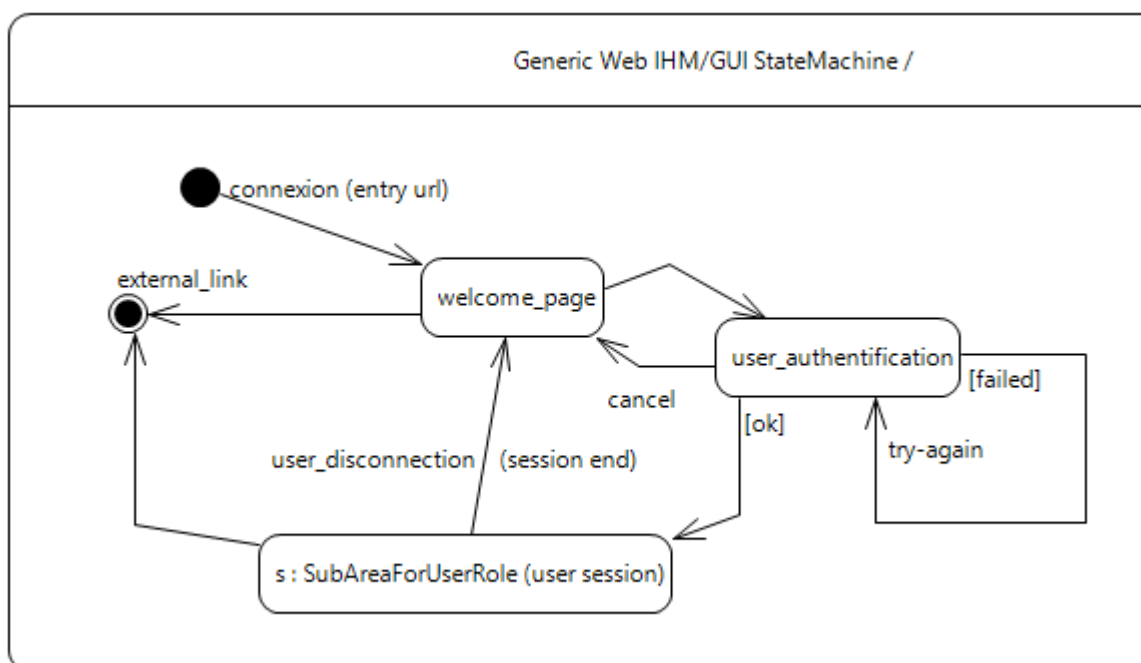 Generic Web IHM/GUI StateMachine /
connexion (entry url)
external_link
welcome_page
user_authentification
[failed]
cancel
[ok]
try-again
user_disconnection
(session end)
s : SubAreaForUserRole (user session)